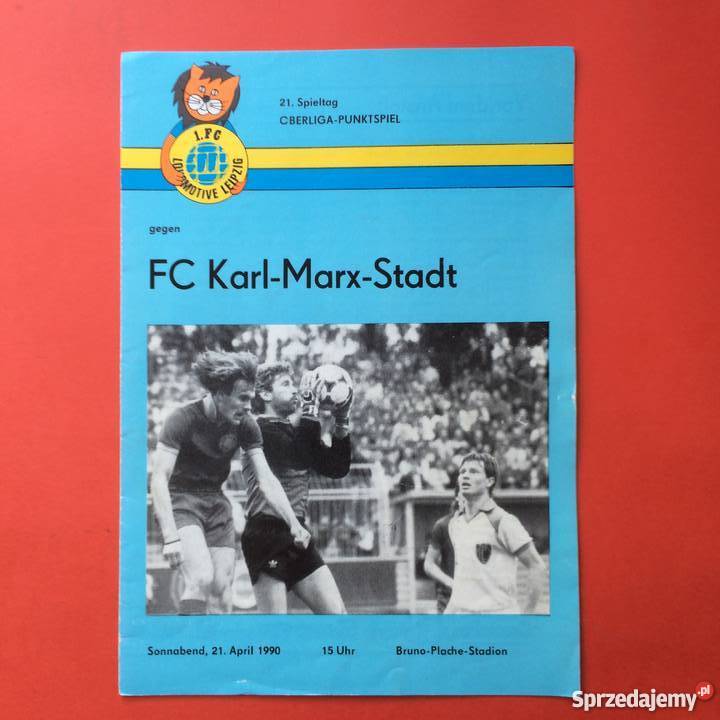 21. Spieltag
CBERLIGA-PUNKTSPIEL
1.FC
LOKOMOTIVE LEIPZIG
gegen
FC Karl-Marx-Stadt
Sonnabend, 21. April 1990 15 Uhr Bruno-Plache-Stadion
Sprzedajemy.pl